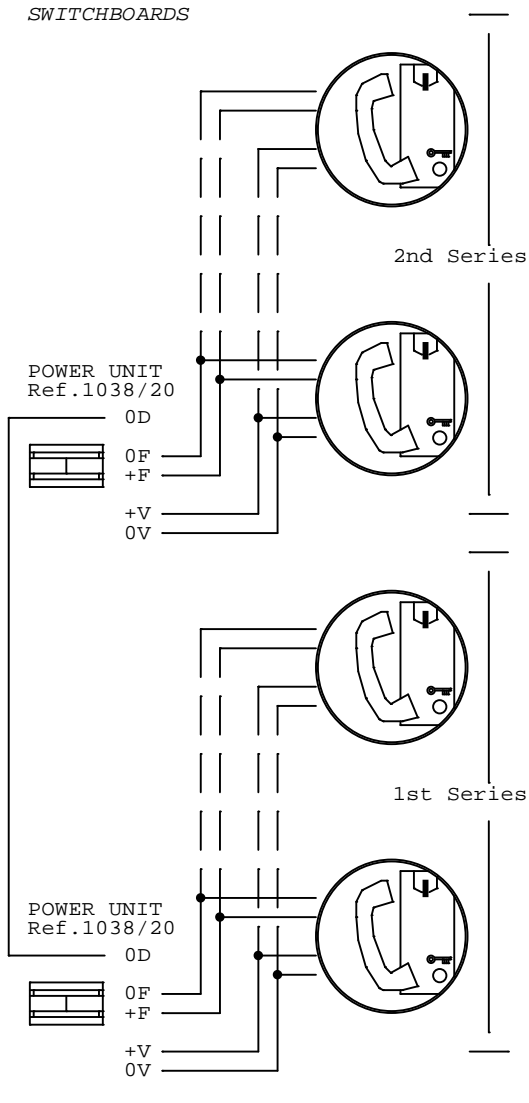 SWITCHBOARDS
2nd Series
POWER UNIT
Ref.1038/20
0D
0F
+F
+V
0V
1st Series
POWER UNIT
Ref.1038/20
0D
0F
+F
+V
0V